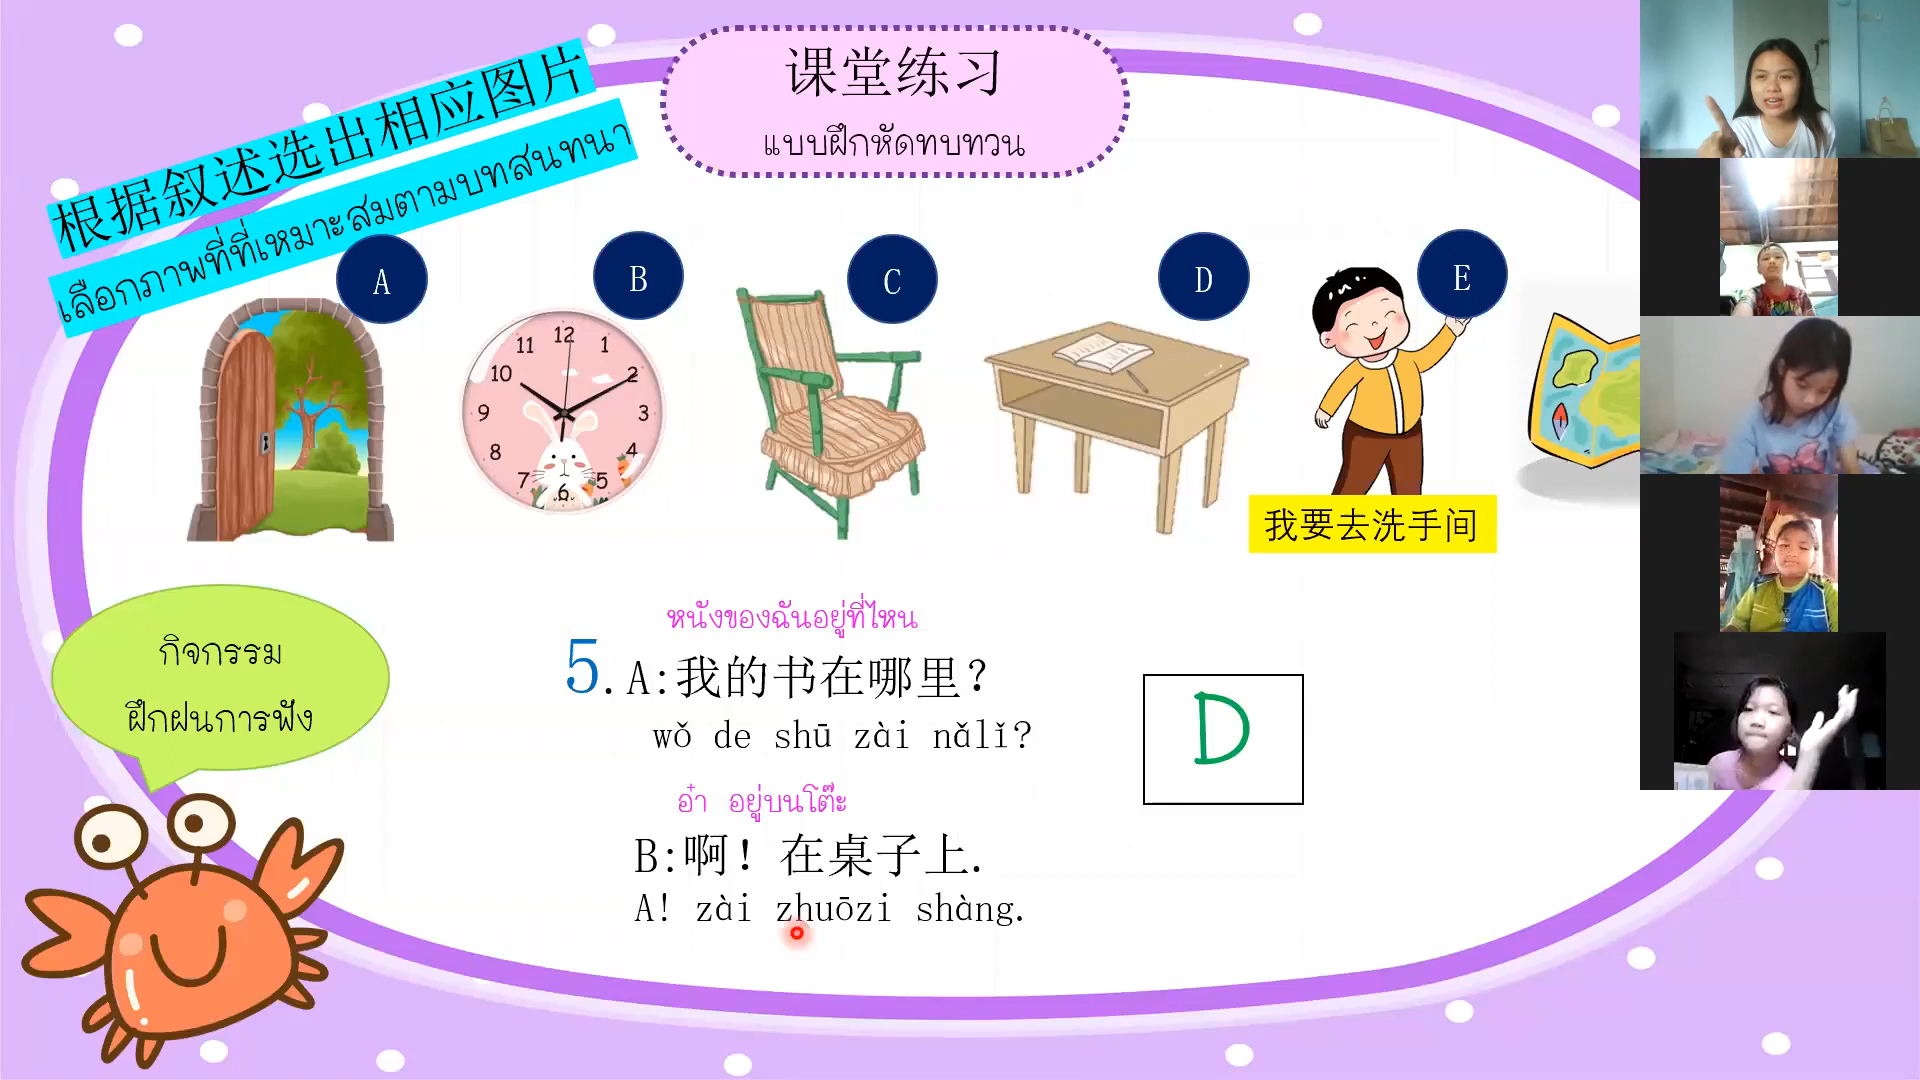 课堂练习
แบบฝึกหัดทบทวน
根据叙述选出相应图片
เลือกภาพที่ที่เหมาะสมตามบทสนทนา
A
B
C
D
E
12
1
2
3
4
5
6
7
8
9
10
11
我要去洗手间
กิจกรรม
ฝึกฝนการฟัง
หนังของฉันอยู่ที่ไหน
5.A:我的书在哪里?
wǒ de shū zài nǎlǐ?
D
อ๋า อยู่บนโต๊ะ
B:啊! 在桌子上.
A! zài zhuōzi shàng.